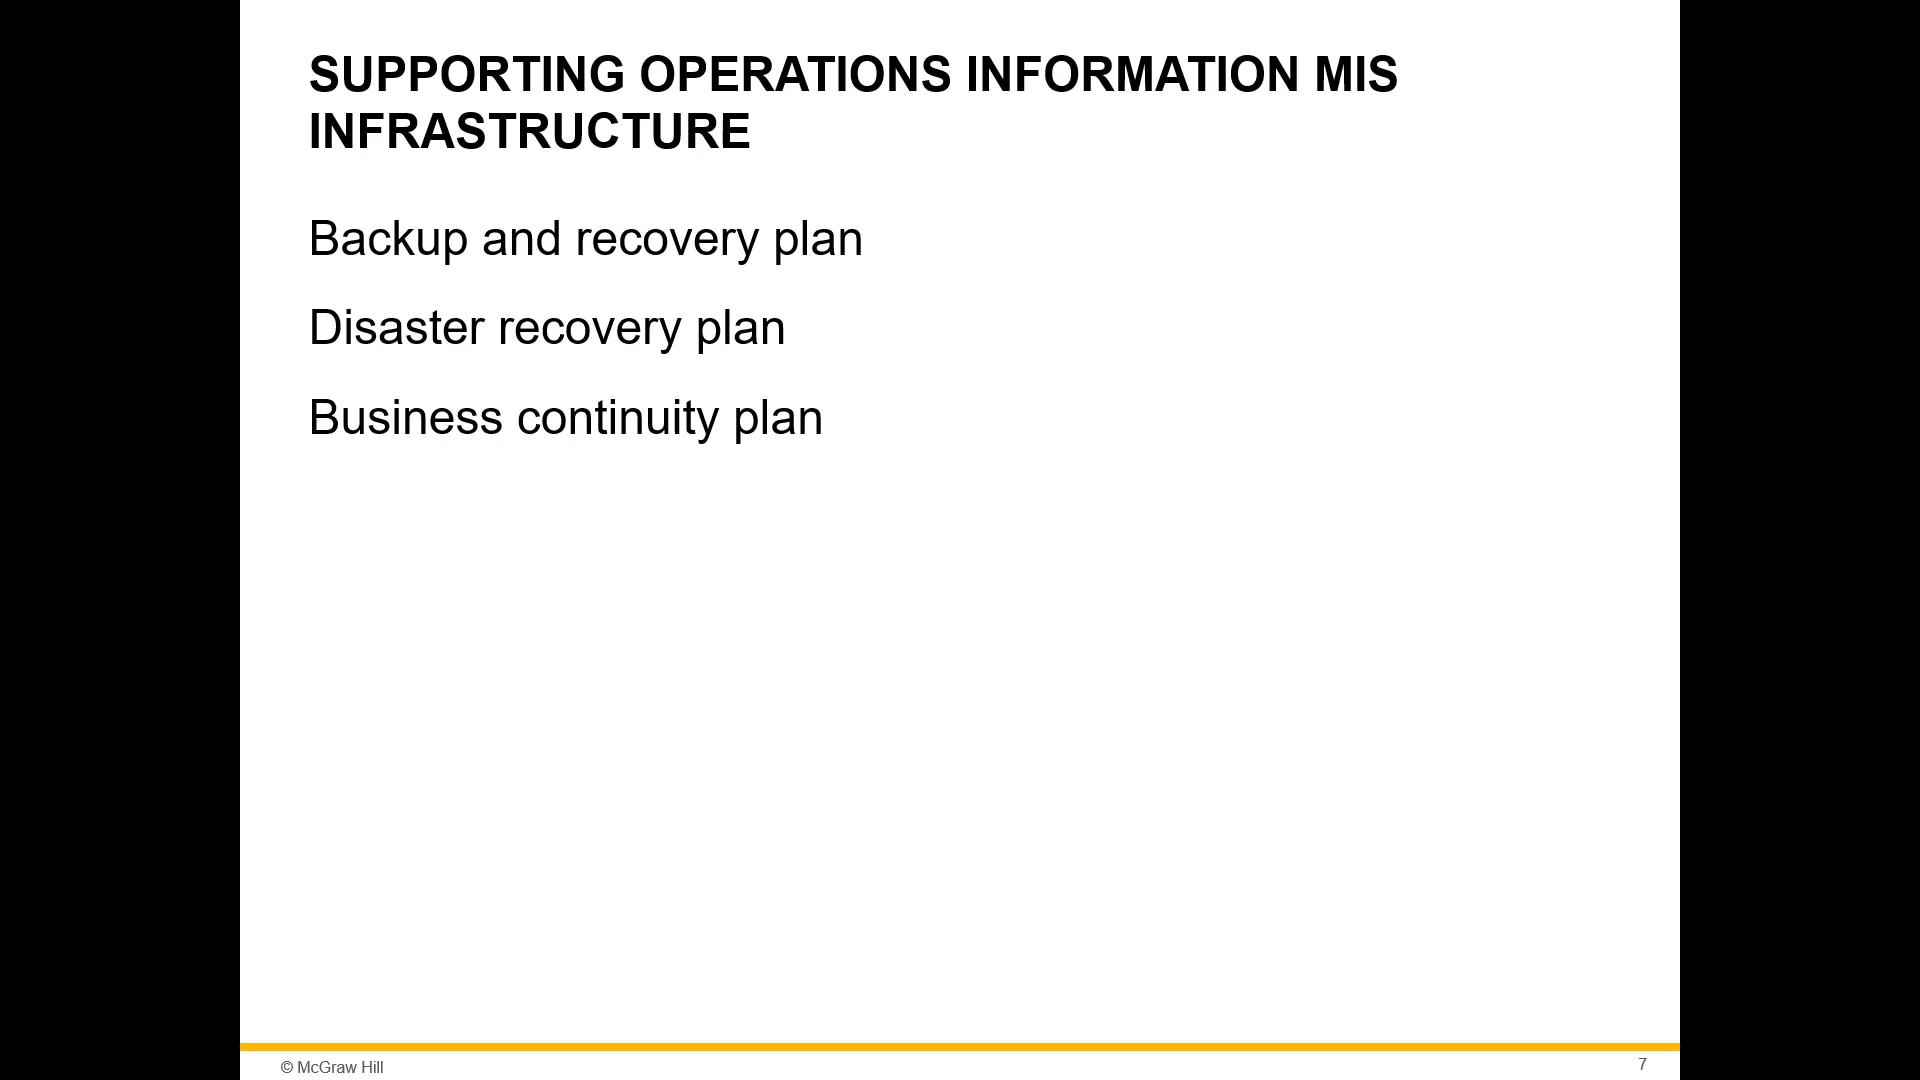 SUPPORTING OPERATIONS INFORMATION MIS
INFRASTRUCTURE
Backup and recovery plan
Disaster recovery plan
Business continuity plan
© McGraw Hill
7